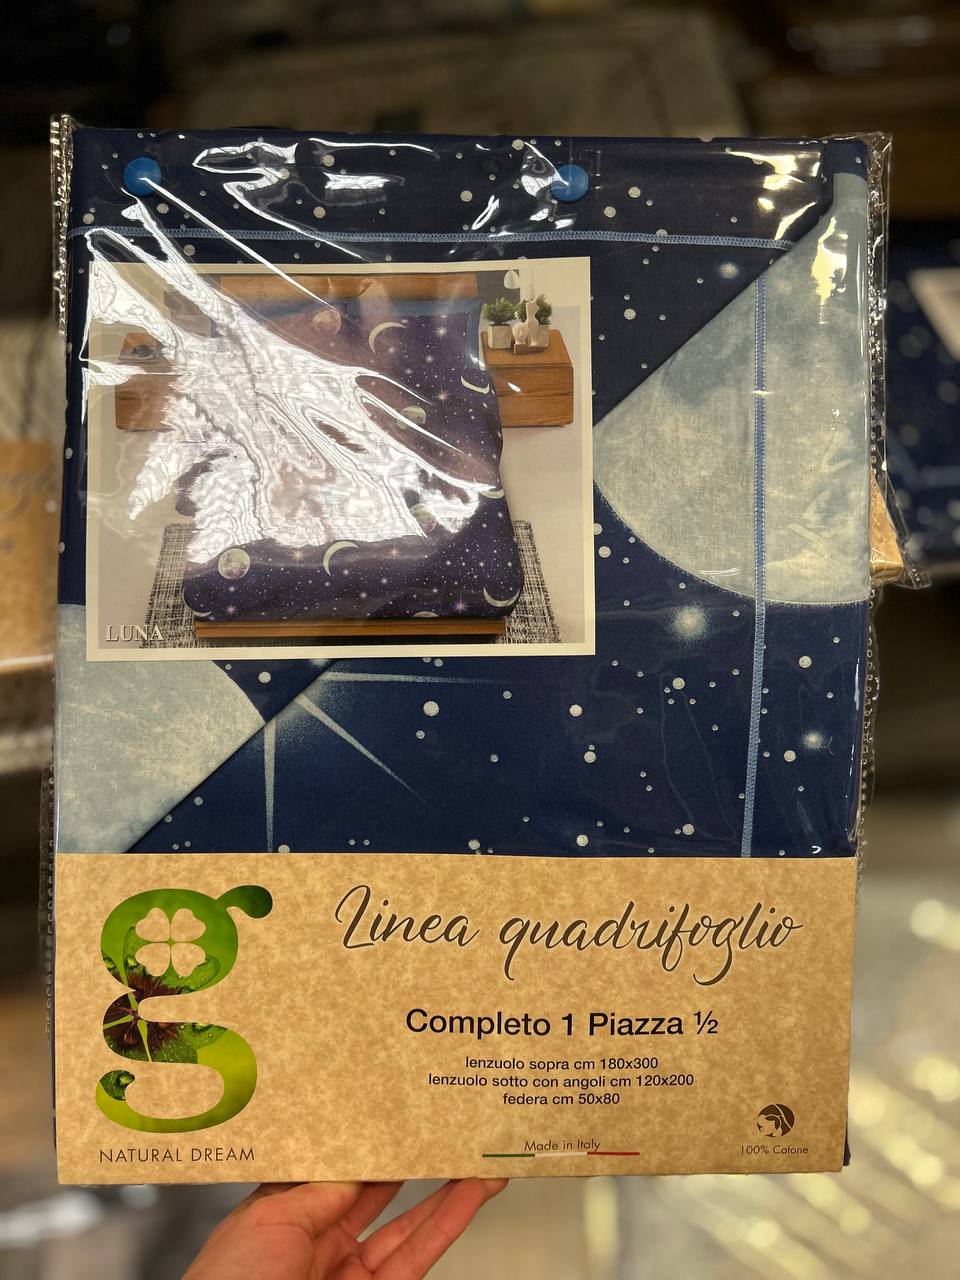 LUNA
Linea quadrifoglio
Completo 1 Piazza ½
lenzuolo sopra cm 180x300
lenzuolo sotto con angoli cm 120x200
federa cm 50x80
Made in Italy
g
NATURAL DREAM
100% Cotone